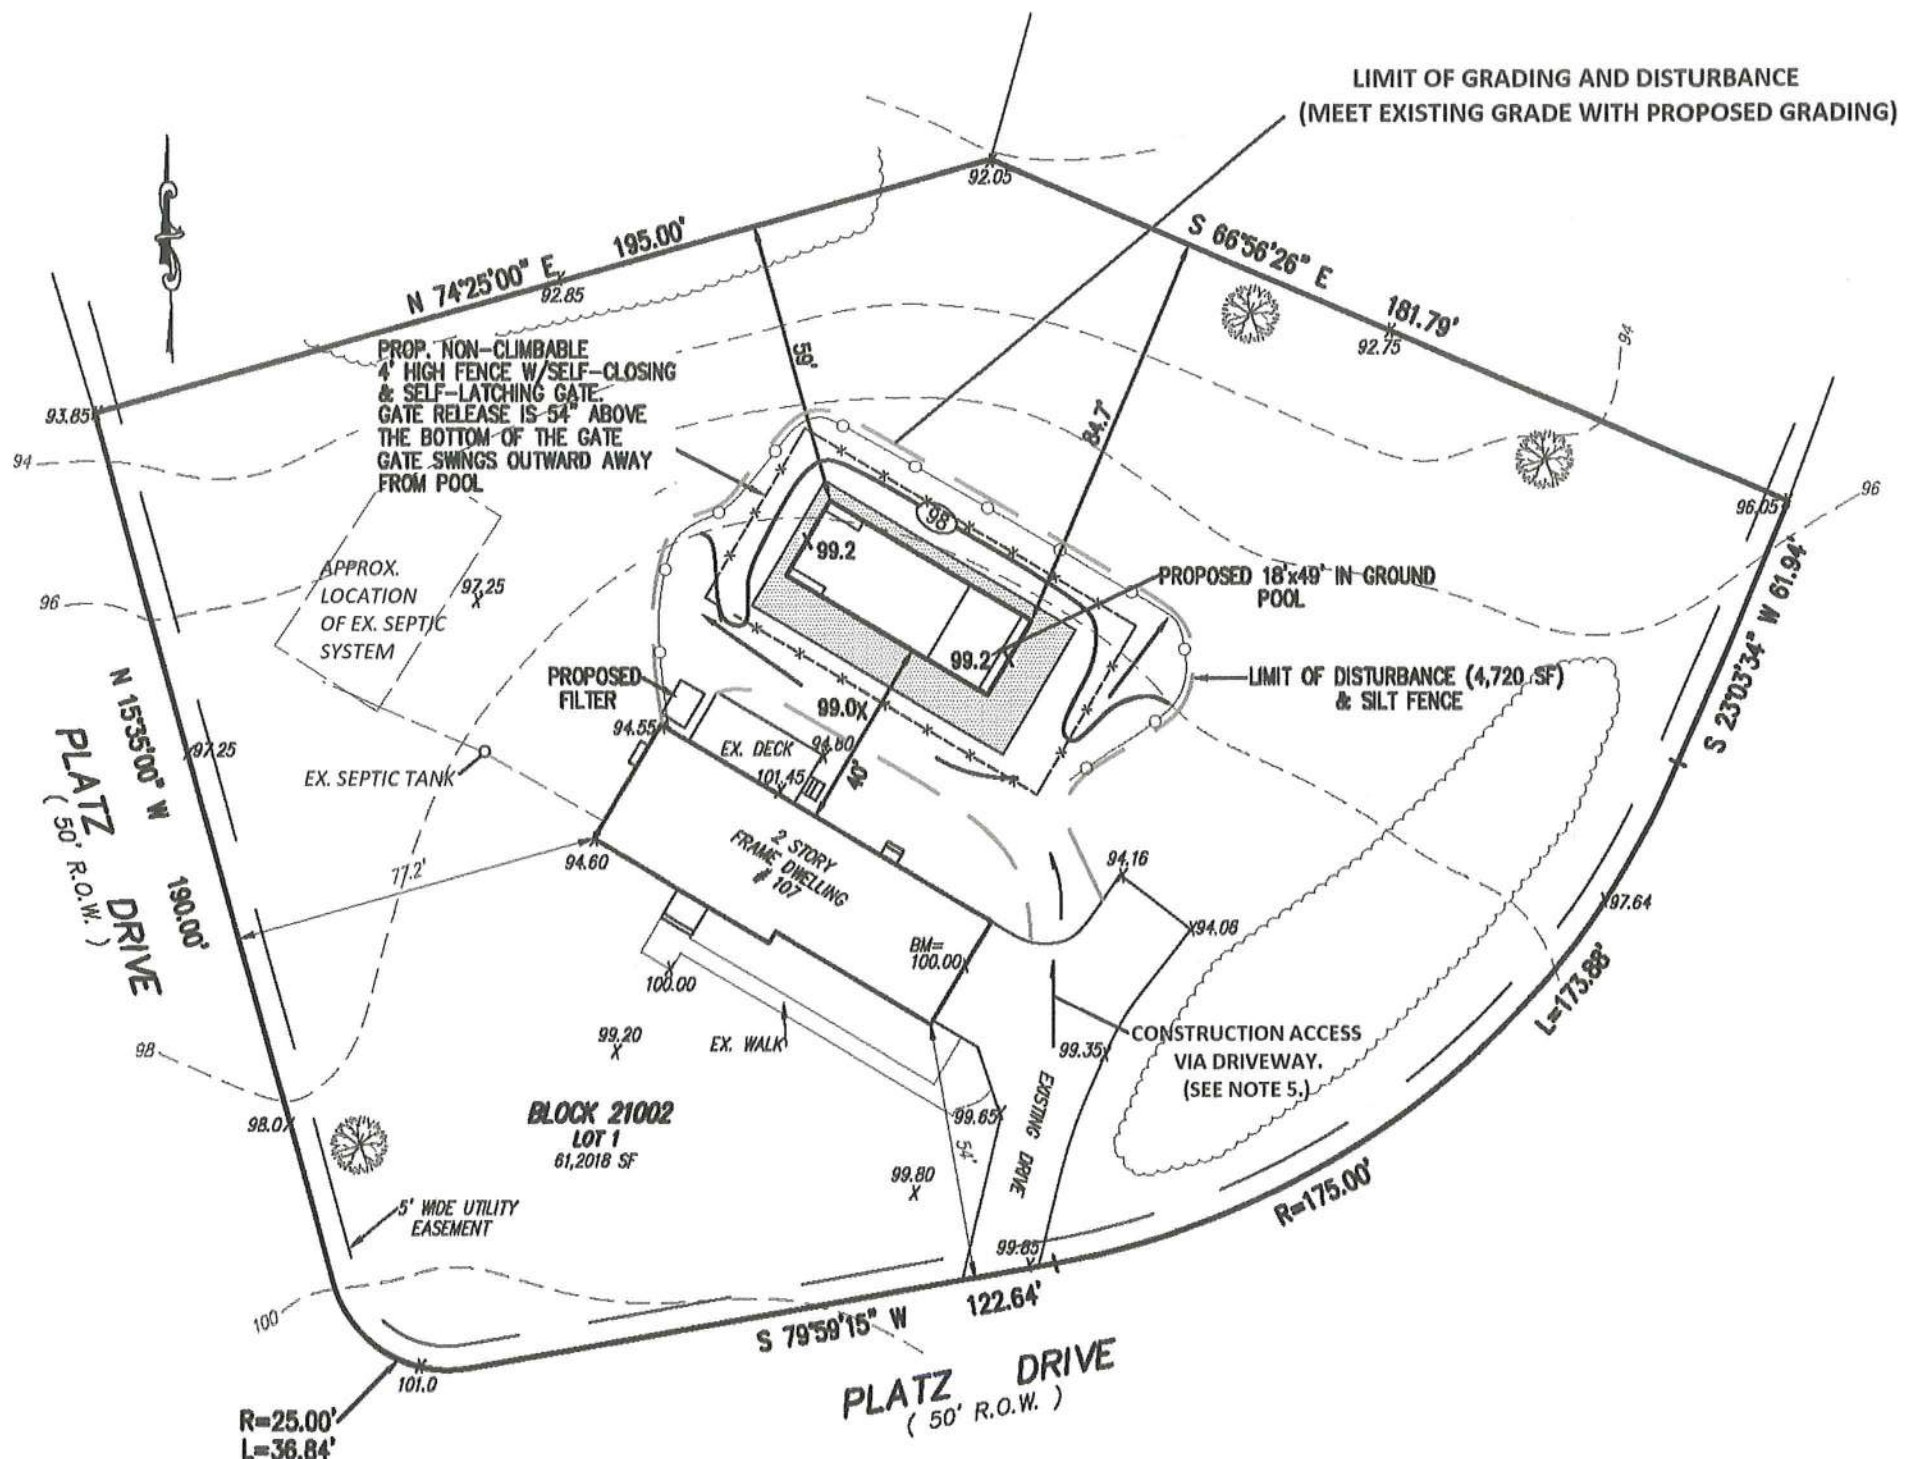 LIMIT OF GRADING AND DISTURBANCE
(MEET EXISTING GRADE WITH PROPOSED GRADING)
92.05
N 74°25'00" E
195.00'
92.85
S 66°56'26" E
181.79'
92.75
94
PROP. NON-CLIMBABLE
4' HIGH FENCE W/SELF-CLOSING
& SELF-LATCHING GATE.
GATE RELEASE IS 54" ABOVE
THE BOTTOM OF THE GATE
GATE SWINGS OUTWARD AWAY
FROM POOL
59'
84.7'
93.85
94
96
96.05
98
99.2
APPROX.
LOCATION
OF EX. SEPTIC
SYSTEM
97.25
96
PROPOSED 18'x49' IN GROUND
POOL
99.2
S 23°03'34" W 61.94'
LIMIT OF DISTURBANCE (4,720 SF)
& SILT FENCE
PROPOSED
FILTER
94.55
99.0
94.60
EX. DECK
101.45
40'
N 15°35'00" W
190.00'
97.25
EX. SEPTIC TANK
PLATZ DRIVE
( 50' R.O.W. )
77.2'
94.60
2 STORY
FRAME DWELLING
# 107
94.16
94.08
97.64
BM=
100.00
100.00
L=173.88'
99.20
EX. WALK
99.35
CONSTRUCTION ACCESS
VIA DRIVEWAY.
(SEE NOTE 5.)
98
98.0
BLOCK 21002
LOT 1
61,2018 SF
99.65
54'
EXISTING DRIVE
99.80
5' WIDE UTILITY
EASEMENT
R=175.00'
99.85
100
122.64'
S 79°59'15" W
101.0
PLATZ DRIVE
( 50' R.O.W. )
R=25.00'
L=36.84'